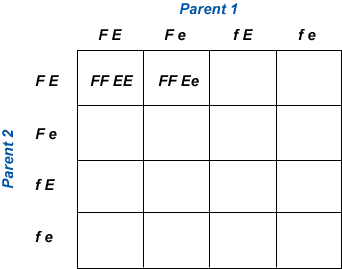 Parent 1
F E F e f E f e
Parent 2
F E FF EE FF Ee
F e
f E
f e